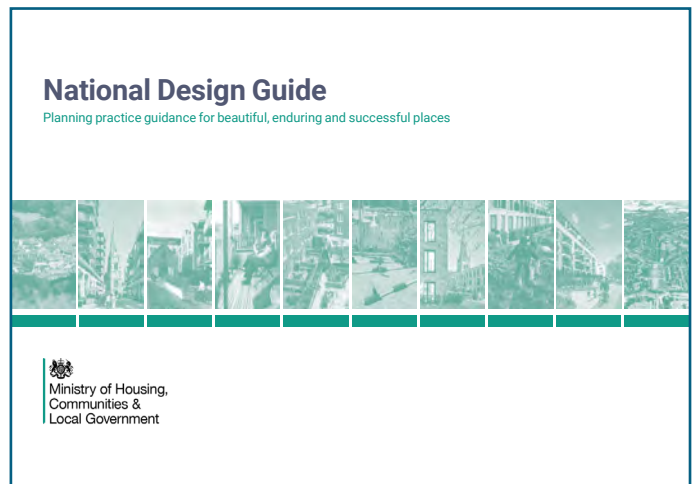 National Design Guide
Planning practice guidance for beautiful, enduring and successful places
Ministry of Housing,
Communities &
Local Government